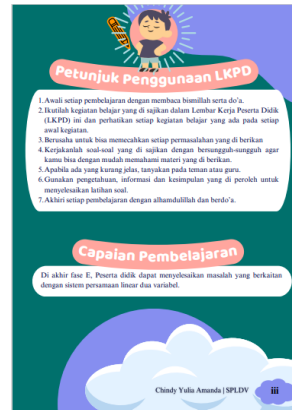 Petunjuk Penggunaan LKPD
1. Awali setiap pembelajaran dengan membaca bismillah serta do'a.
2. Ikutilah kegiatan belajar yang di sajikan dalam Lembar Kerja Peserta Didik
(LKPD) ini dan perhatikan setiap kegiatan belajar yang ada pada setiap
awal kegiatan.
3. Berusaha untuk bisa memecahkan setiap permasalahan yang di berikan
4. Kerjakanlah soal-soal yang di sajikan dengan bersungguh-sungguh agar
kamu bisa dengan mudah memahami materi yang di berikan.
5. Apabila ada yang kurang jelas, tanyakan pada teman atau guru.
6. Gunakan pengetahuan, informasi dan kesimpulan yang di peroleh untuk
menyelesaikan latihan soal.
7. Akhiri setiap pembelajaran dengan alhamdulillah dan berdo'a.
Capaian Pembelajaran
Di akhir fase E, Peserta didik dapat menyelesaikan masalah yang berkaitan
dengan sistem persamaan linear dua variabel.
Chindy Yulia Amanda | SPLDV iii